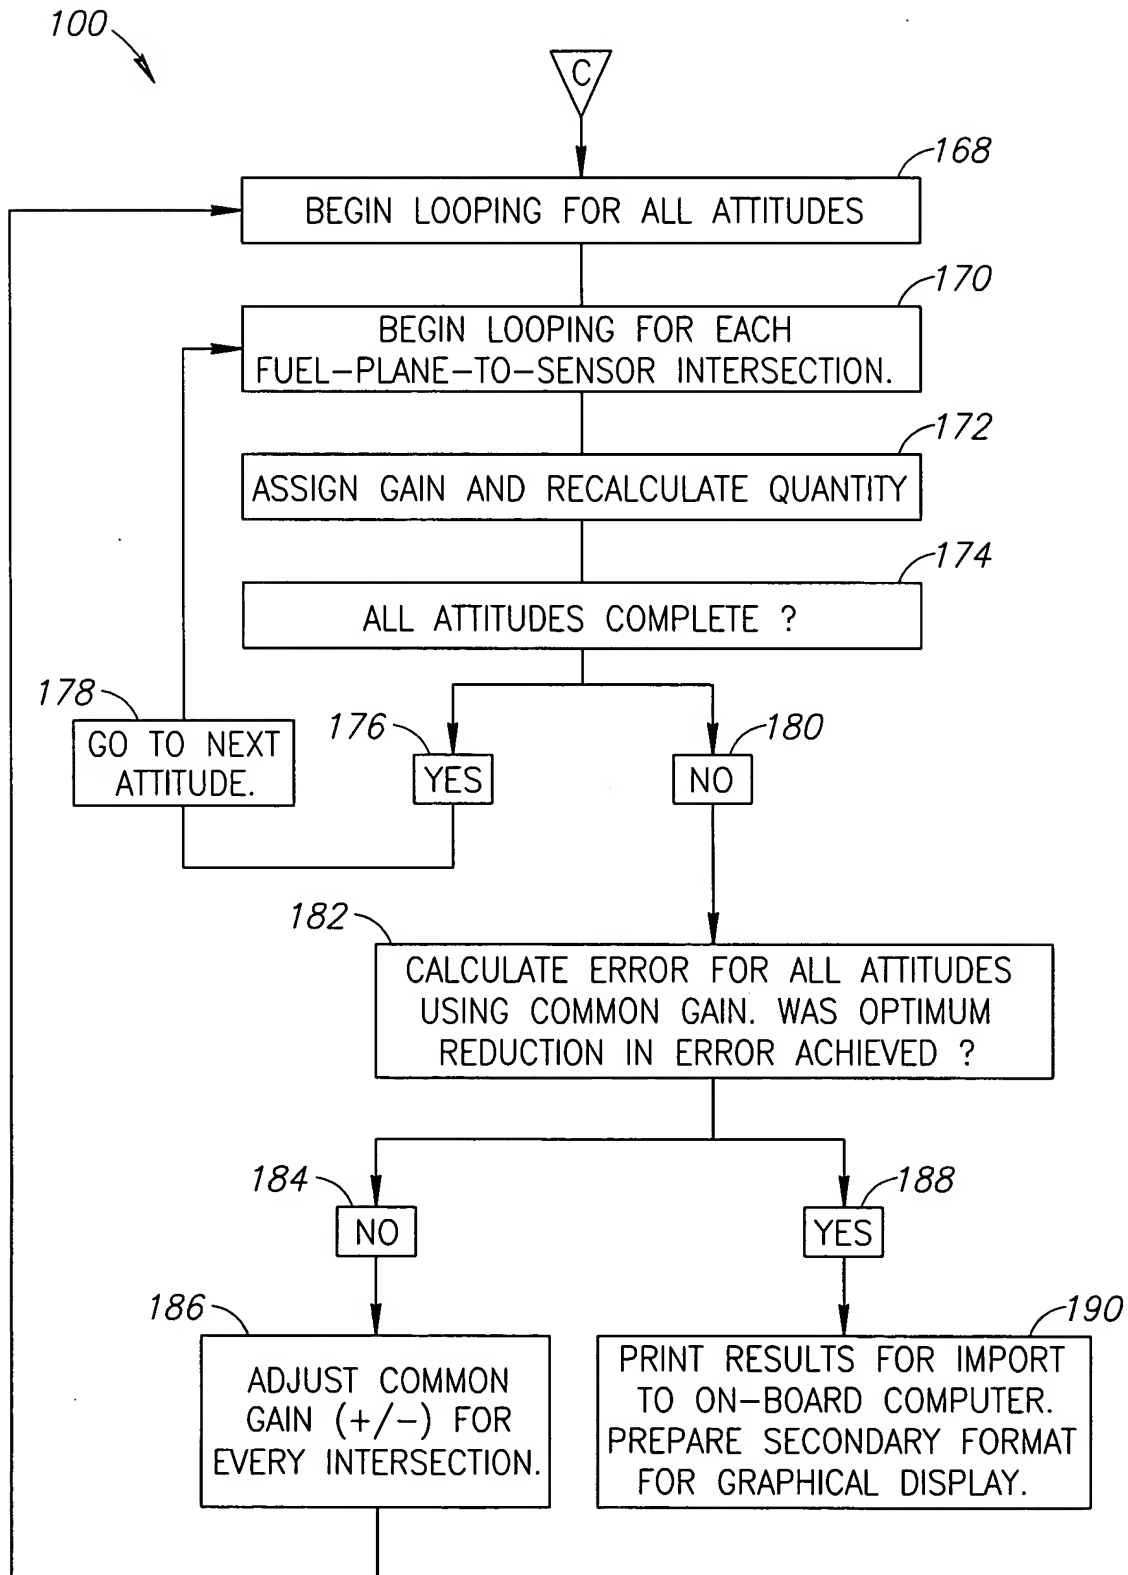 100
C
168
BEGIN LOOPING FOR ALL ATTITUDES
170
BEGIN LOOPING FOR EACH
FUEL-PLANE-TO-SENSOR INTERSECTION.
172
ASSIGN GAIN AND RECALCULATE QUANTITY
174
ALL ATTITUDES COMPLETE ?
178
GO TO NEXT
ATTITUDE.
176
YES
180
NO
182
CALCULATE ERROR FOR ALL ATTITUDES
USING COMMON GAIN. WAS OPTIMUM
REDUCTION IN ERROR ACHIEVED ?
184
NO
188
YES
186
ADJUST COMMON
GAIN (+/-) FOR
EVERY INTERSECTION.
190
PRINT RESULTS FOR IMPORT
TO ON-BOARD COMPUTER.
PREPARE SECONDARY FORMAT
FOR GRAPHICAL DISPLAY.